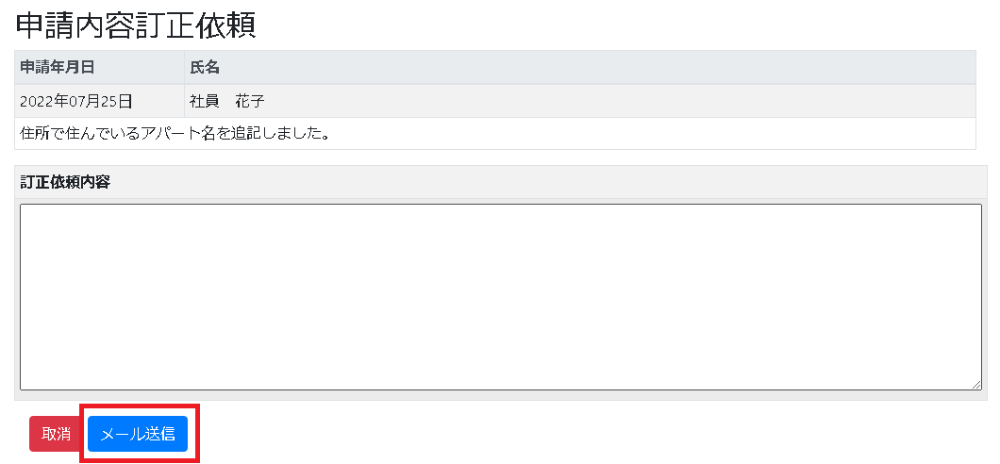 申請内容訂正依頼
申請年月日 氏名
2022年07月25日 社員　花子
住所で住んでいるアパート名を追記しました。
訂正依頼内容
取消 メール送信